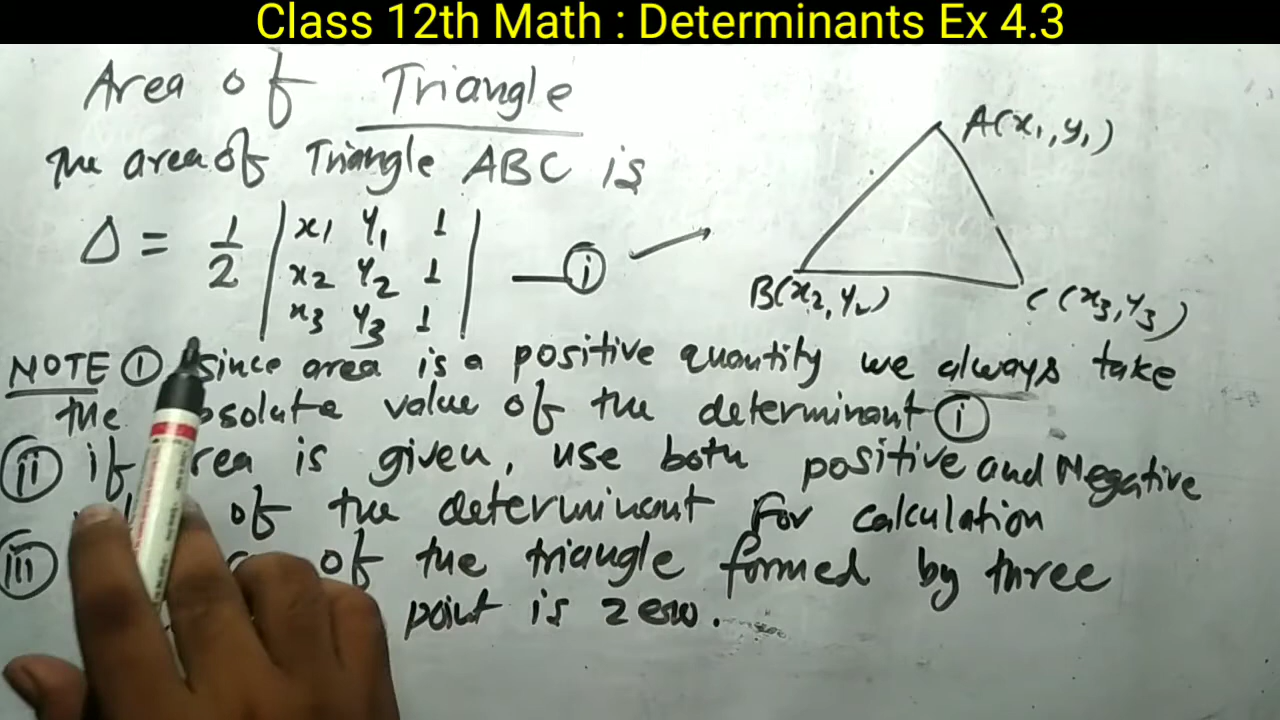 Class 12th Math : Determinants Ex 4.3
Area of Triangle
The area of Triangle ABC is
Δ = 1/2 | x1 y1 1 |
| x2 y2 1 |
| x3 y3 1 | — (i)
A(x1, y1)
B(x2, y2)
C(x3, y3)
NOTE (i) since area is a positive quantity we always take
the absolute value of the determinant (i)
(ii) if area is given, use both positive and Negative
of the determinant for calculation
(iii) of the triangle formed by three
point is zero.